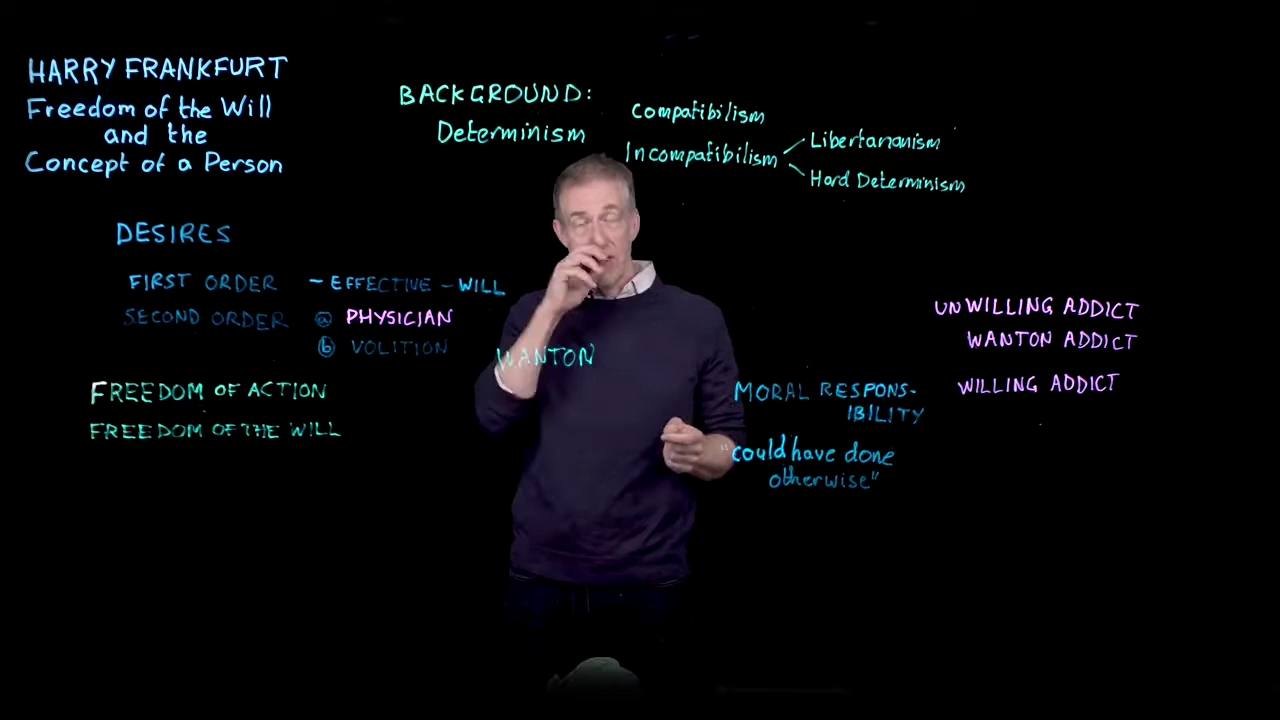 HARRY FRANKFURT
Freedom of the Will
and the
Concept of a Person
BACKGROUND:
Determinism
Compatibilism
Incompatibilism
Libertarianism
Hard Determinism
DESIRES
FIRST ORDER - EFFECTIVE - WILL
SECOND ORDER a PHYSICIAN
b VOLITION
WANTON
FREEDOM OF ACTION
FREEDOM OF THE WILL
MORAL RESPONS-
IBILITY
"could have done
otherwise"
UNWILLING ADDICT
WANTON ADDICT
WILLING ADDICT